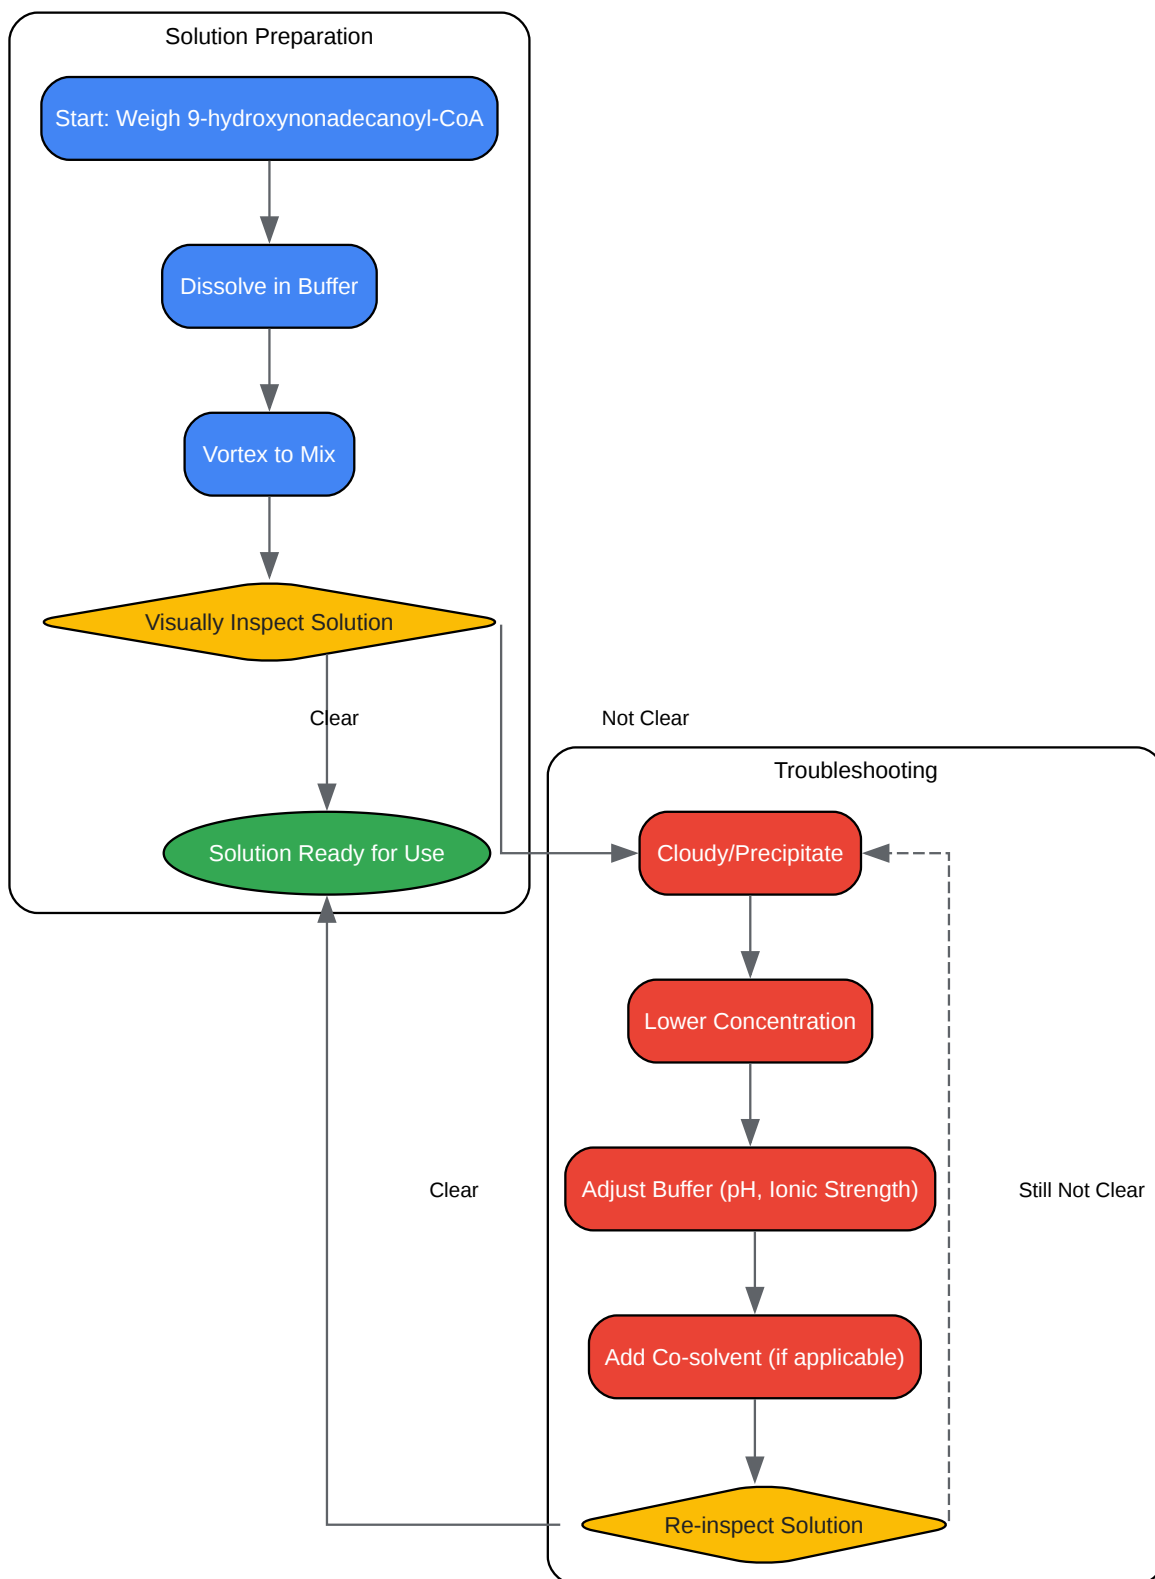 Solution Preparation
Start: Weigh 9-hydroxynonadecanoyl-CoA
Dissolve in Buffer
Vortex to Mix
Visually Inspect Solution
Clear
Not Clear
Solution Ready for Use
Troubleshooting
Cloudy/Precipitate
Lower Concentration
Adjust Buffer (pH, Ionic Strength)
Clear
Still Not Clear
Add Co-solvent (if applicable)
Re-inspect Solution